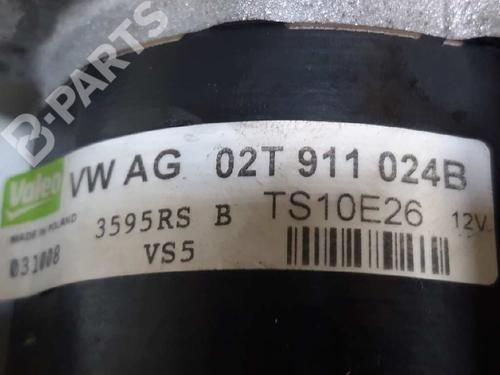 B-PARTS
Valeo VW AG 02T 911 024B
MADE IN POLAND 3595RS B TS10E26 12V
031008 VS5